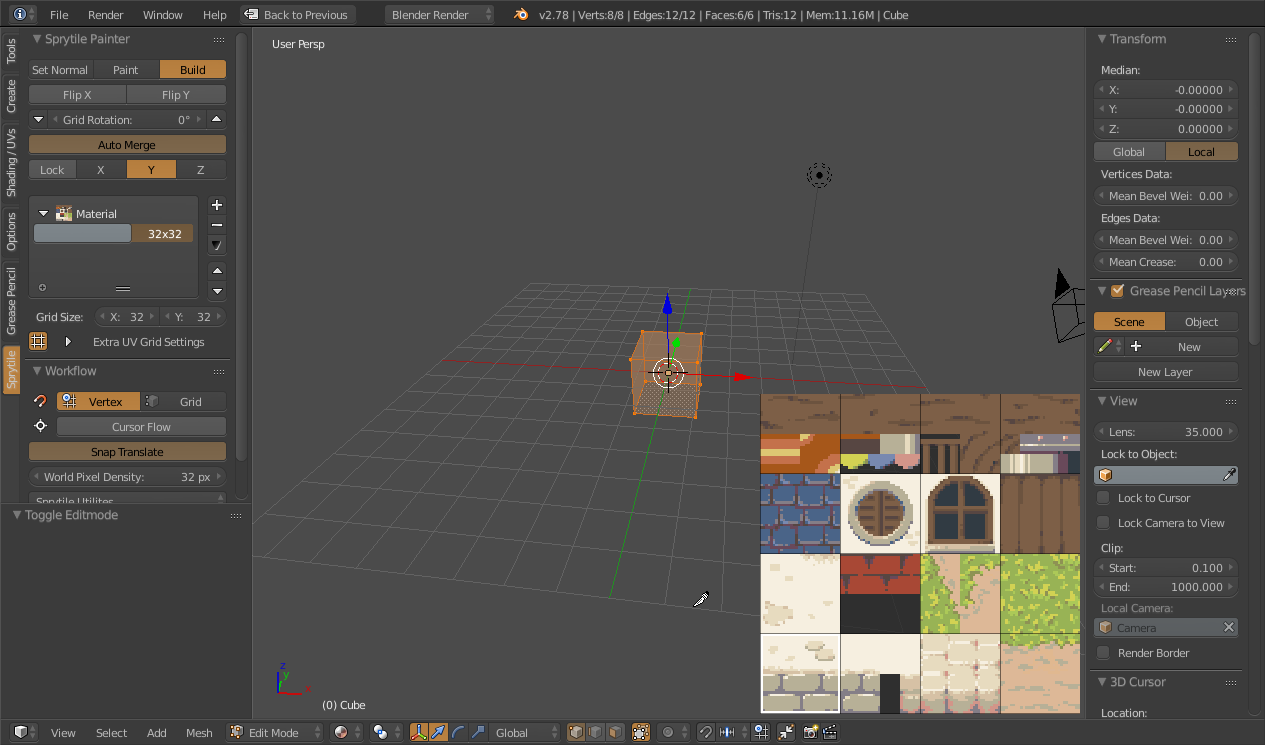 File Render Window Help Back to Previous Blender Render v2.78 | Verts:8/8 | Edges:12/12 | Faces:6/6 | Tris:12 | Mem:11.16M | Cube
Tools
Create
Shading / UVs
Options
Grease Pencil
Sprytile
Sprytile Painter
Set Normal Paint Build
Flip X Flip Y
Grid Rotation: 0°
Auto Merge
Lock X Y Z
Material
32x32
Grid Size: X: 32 Y: 32
Extra UV Grid Settings
Workflow
Vertex Grid
Cursor Flow
Snap Translate
World Pixel Density: 32 px
Sprytile Utilites
Toggle Editmode
User Persp
z
y
x
(0) Cube
Transform
Median:
X: -0.00000
Y: -0.00000
Z: 0.00000
Global Local
Vertices Data:
Mean Bevel Wei: 0.00
Edges Data:
Mean Bevel Wei: 0.00
Mean Crease: 0.00
Grease Pencil Layers
Scene Object
New
New Layer
View
Lens: 35.000
Lock to Object:
Lock to Cursor
Lock Camera to View
Clip:
Start: 0.100
End: 1000.000
Local Camera:
Camera
Render Border
3D Cursor
Location:
View Select Add Mesh Edit Mode Global